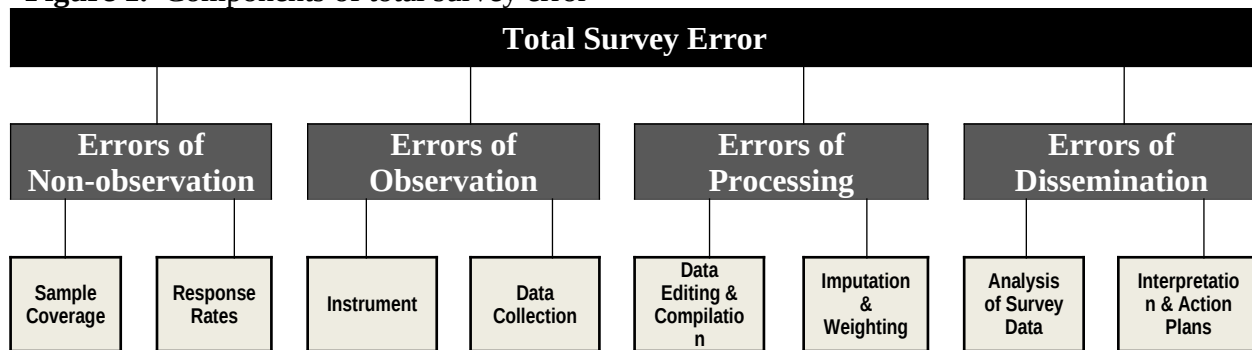 Total Survey Error
Errors of
Non-observation
Errors of
Observation
Errors of
Processing
Errors of
Dissemination
Sample
Coverage
Response
Rates
Instrument
Data
Collection
Data
Editing &
Compilatio
n
Imputation
&
Weighting
Analysis
of Survey
Data
Interpretatio
n & Action
Plans